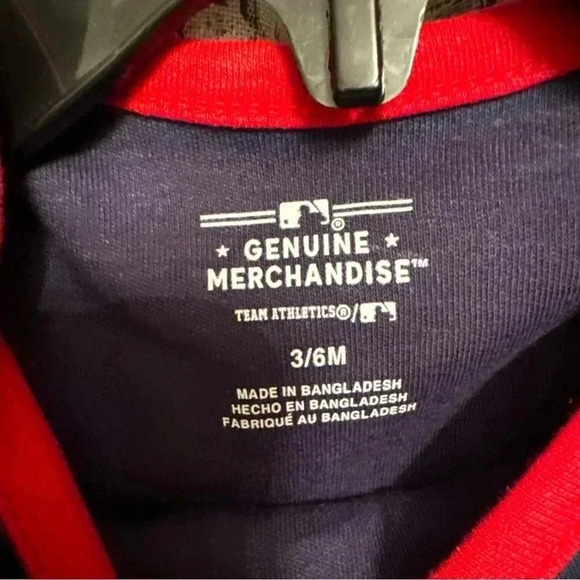 ®
★ GENUINE ★
MERCHANDISE™
TEAM ATHLETICS®/
3/6M
MADE IN BANGLADESH
HECHO EN BANGLADESH
FABRIQUÉ AU BANGLADESH